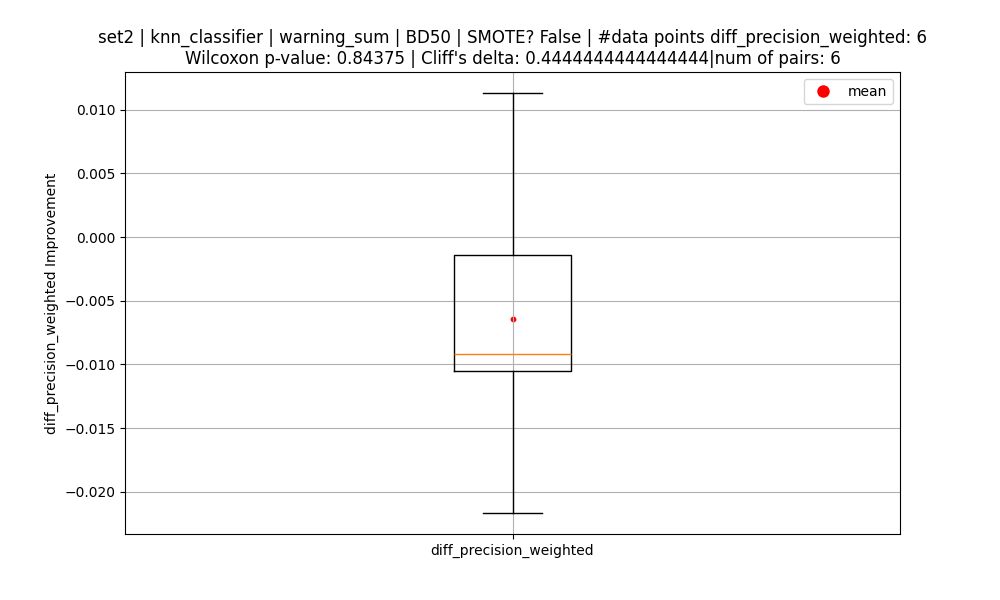 set2 | knn_classifier | warning_sum | BD50 | SMOTE? False | #data points diff_precision_weighted: 6
Wilcoxon p-value: 0.84375 | Cliff's delta: 0.4444444444444444|num of pairs: 6
mean
0.010
0.005
0.000
−0.005
−0.010
−0.015
−0.020
diff_precision_weighted Improvement
diff_precision_weighted